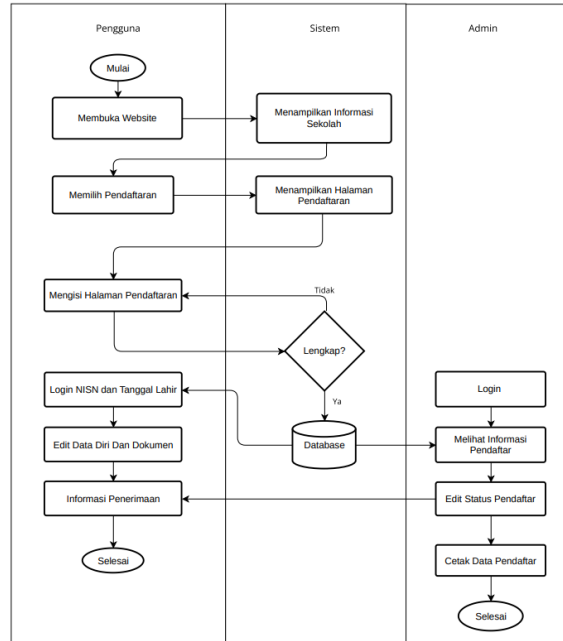 Pengguna
Sistem
Admin
Mulai
Membuka Website
Menampilkan Informasi
Sekolah
Memilih Pendaftaran
Menampilkan Halaman
Pendaftaran
Mengisi Halaman Pendaftaran
Tidak
Lengkap?
Ya
Login NISN dan Tanggal Lahir
Login
Edit Data Diri Dan Dokumen
Database
Melihat Informasi
Pendaftar
Informasi Penerimaan
Edit Status Pendaftar
Selesai
Cetak Data Pendaftar
Selesai